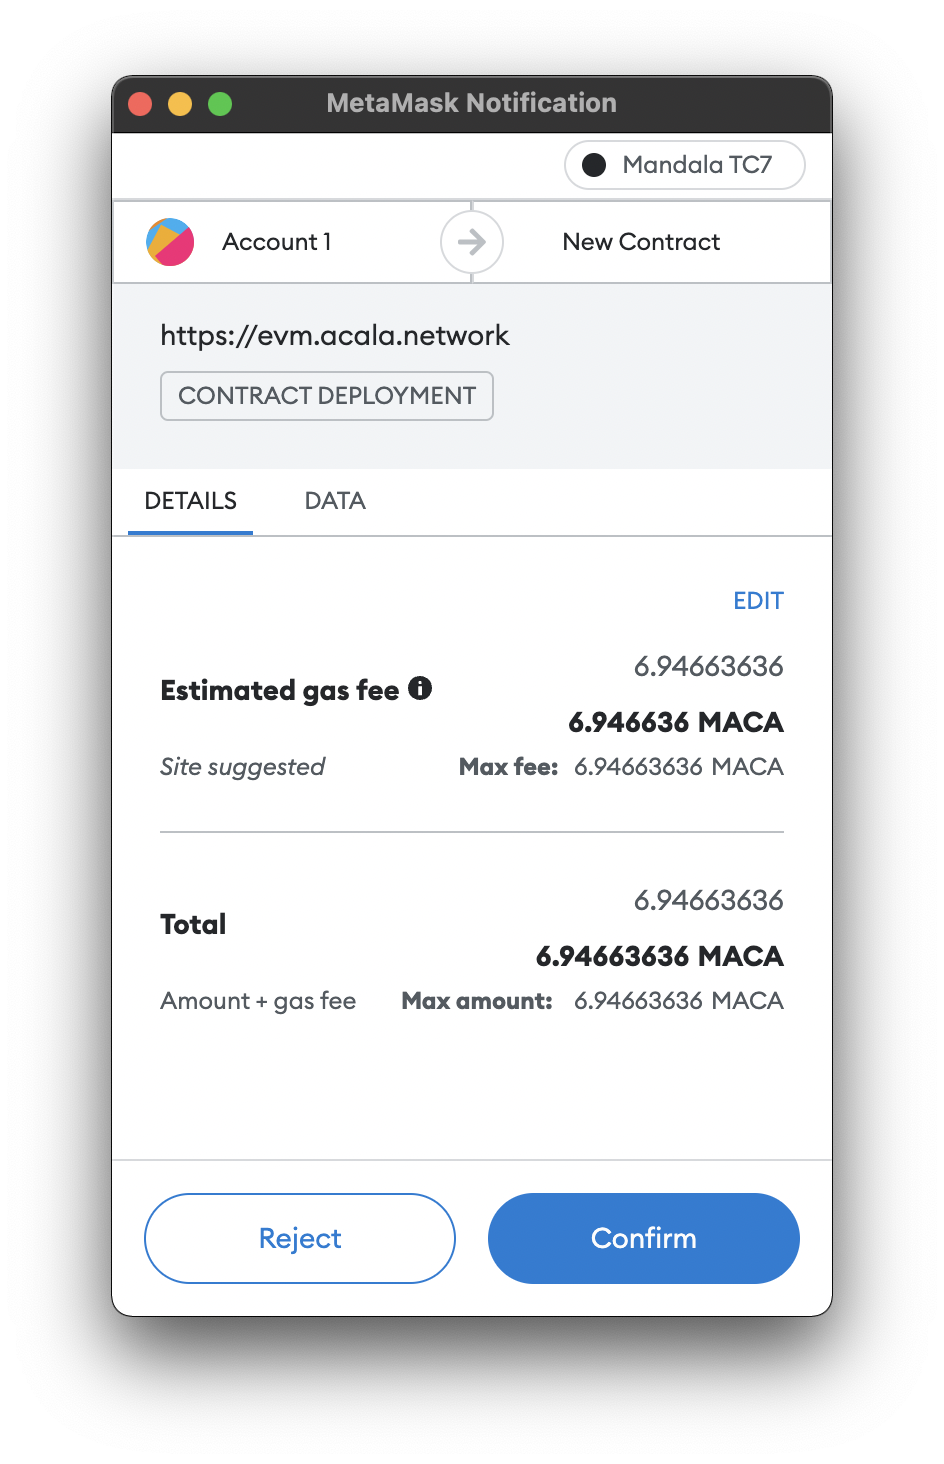 MetaMask Notification
Mandala TC7
Account 1
New Contract
https://evm.acala.network
CONTRACT DEPLOYMENT
DETAILS DATA
EDIT
6.94663636
Estimated gas fee
6.946636 MACA
Site suggested Max fee: 6.94663636 MACA
6.94663636
Total
6.94663636 MACA
Amount + gas fee Max amount: 6.94663636 MACA
Reject Confirm